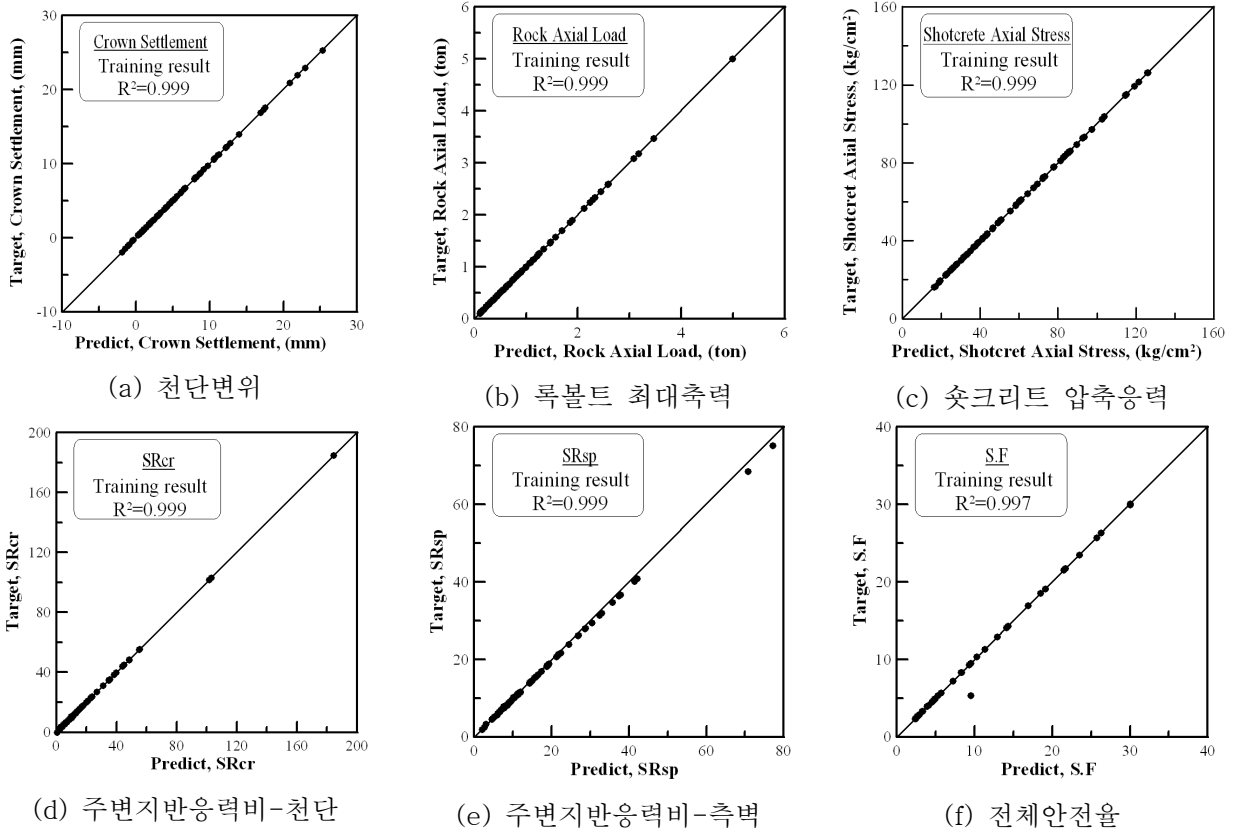 30
20
10
0
-10
-10
0
10
20
30
Target, Crown Settlement, (mm)
Crown Settlement
Training result
R²=0.999
Predict, Crown Settlement, (mm)
(a) 천단변위
6
5
4
3
2
1
0
0
2
4
6
Target, Rock Axial Load, (ton)
Rock Axial Load
Training result
R²=0.999
Predict, Rock Axial Load, (ton)
(b) 록볼트 최대축력
160
120
80
40
0
0
40
80
120
160
Target, Shotcret Axial Stress, (kg/cm²)
Shotcrete Axial Stress
Training result
R²=0.999
Predict, Shotcret Axial Stress, (kg/cm²)
(c) 숏크리트 압축응력
200
160
120
80
40
0
0
40
80
120
160
200
Target, SRcr
SRcr
Training result
R²=0.999
Predict, SRcr
(d) 주변지반응력비-천단
80
60
40
20
0
0
20
40
60
80
Target, SRsp
SRsp
Training result
R²=0.999
Predict, SRsp
(e) 주변지반응력비-측벽
40
30
20
10
0
0
10
20
30
40
Target, S.F
S.F
Training result
R²=0.997
Predict, S.F
(f) 전체안전율